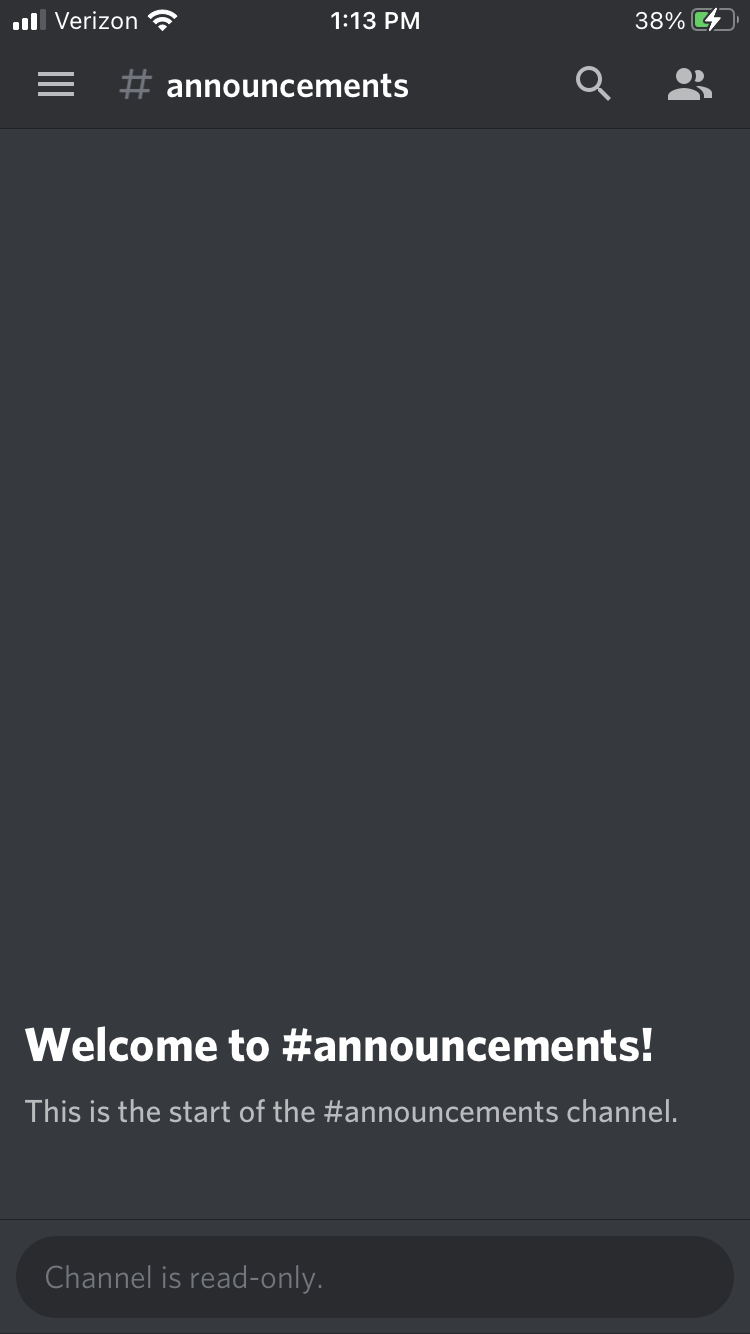 Verizon 1:13 PM 38%
# announcements
Welcome to #announcements!
This is the start of the #announcements channel.
Channel is read-only.